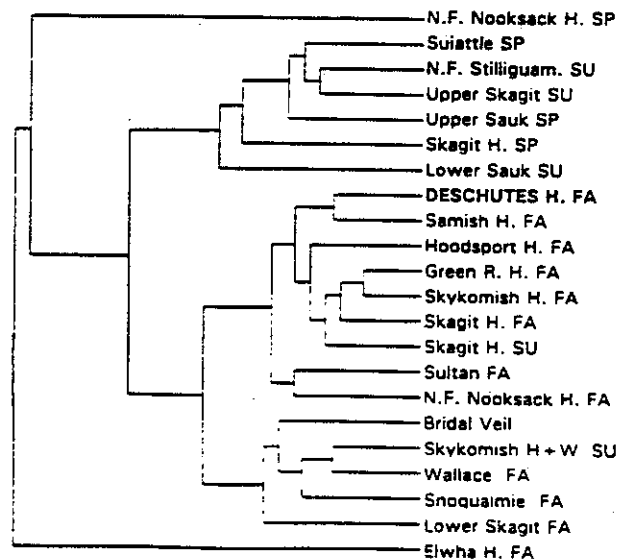 N.F. Nooksack H. SP
Suiattle SP
N.F. Stilliguam. SU
Upper Skagit SU
Upper Sauk SP
Skagit H. SP
Lower Sauk SU
DESCHUTES H. FA
Samish H. FA
Hoodsport H. FA
Green R. H. FA
Skykomish H. FA
Skagit H. FA
Skagit H. SU
Sultan FA
N.F. Nooksack H. FA
Bridal Veil
Skykomish H + W SU
Wallace FA
Snoqualmie FA
Lower Skagit FA
Elwha H. FA